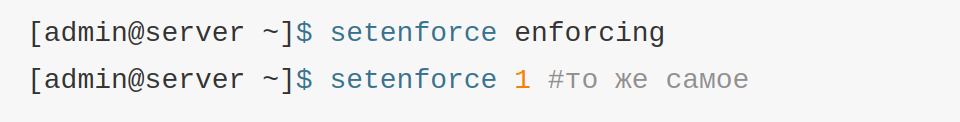 [admin@server ~]$ setenforce enforcing
[admin@server ~]$ setenforce 1 #то же самое